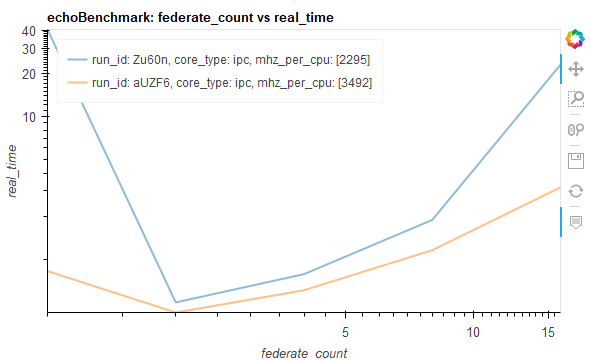 echoBenchmark: federate_count vs real_time
40
30
20
10
real_time
run_id: Zu60n, core_type: ipc, mhz_per_cpu: [2295]
run_id: aUZF6, core_type: ipc, mhz_per_cpu: [3492]
5
10
15
federate_count